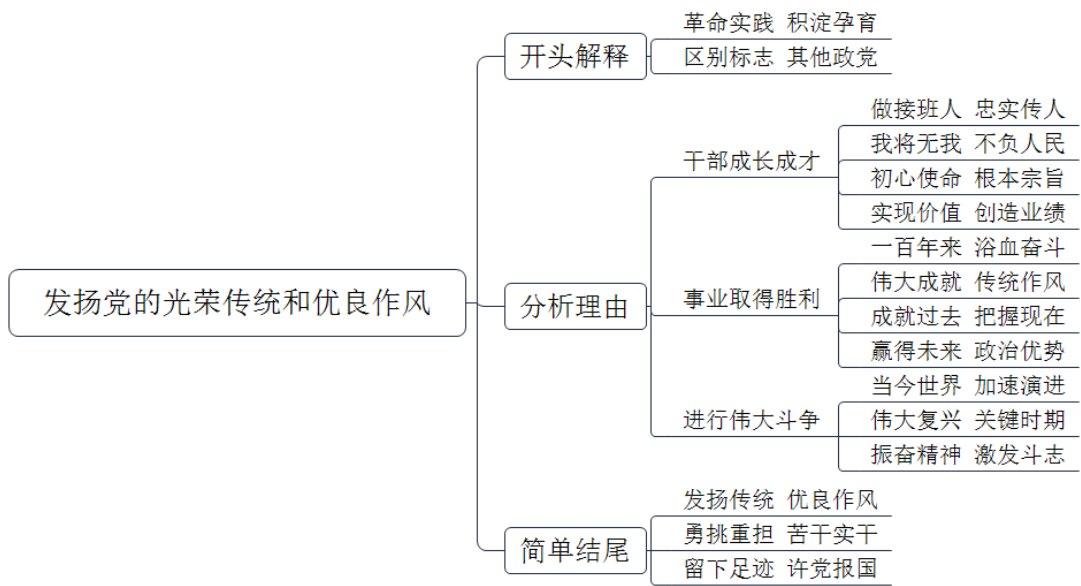 发扬党的光荣传统和优良作风
开头解释
革命实践 积淀孕育
区别标志 其他政党
分析理由
干部成长成才
做接班人 忠实传人
我将无我 不负人民
初心使命 根本宗旨
实现价值 创造业绩
事业取得胜利
一百年来 浴血奋斗
伟大成就 传统作风
成就过去 把握现在
赢得未来 政治优势
进行伟大斗争
当今世界 加速演进
伟大复兴 关键时期
振奋精神 激发斗志
简单结尾
发扬传统 优良作风
勇挑重担 苦干实干
留下足迹 许党报国